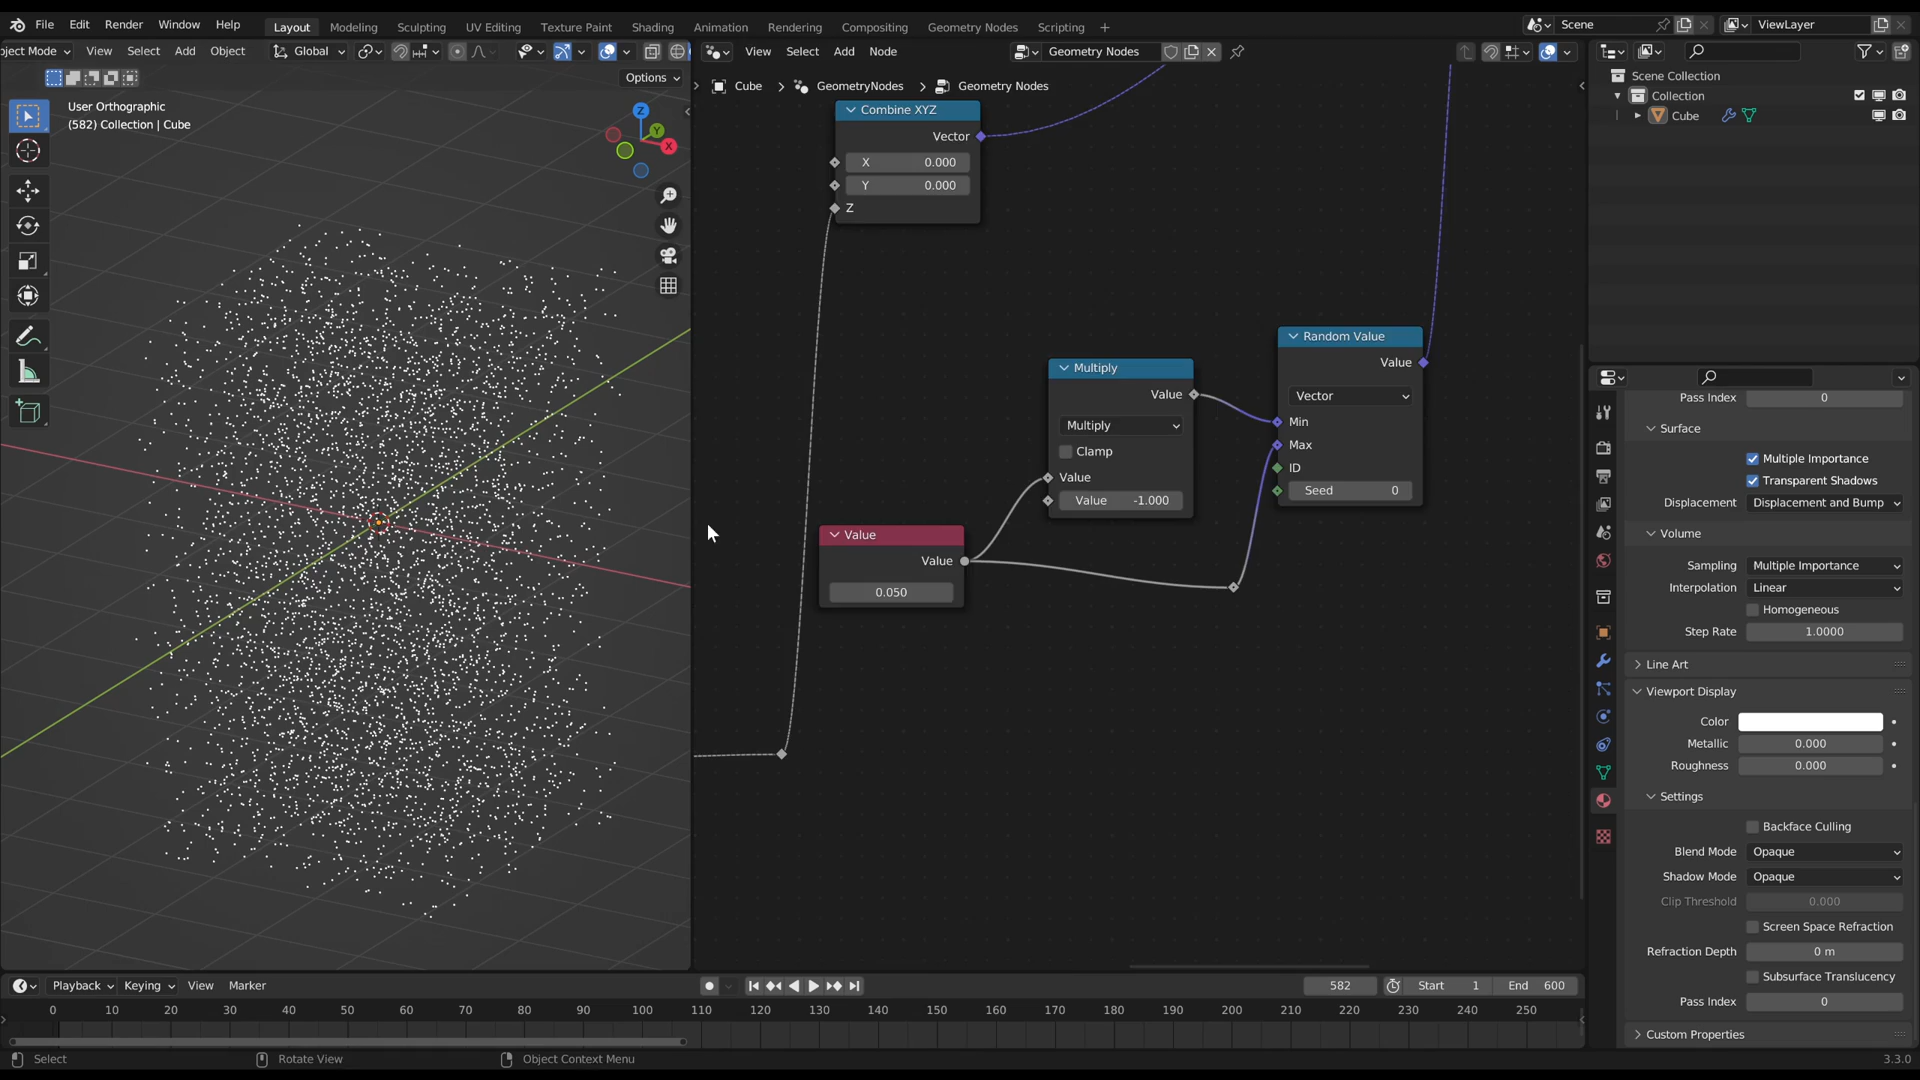 File Edit Render Window Help
Layout Modeling Sculpting UV Editing Texture Paint Shading Animation Rendering Compositing Geometry Nodes Scripting +
Scene
ViewLayer
ject Mode View Select Add Object
Global
View Select Add Node
Geometry Nodes
Options
Cube > GeometryNodes > Geometry Nodes
User Orthographic
(582) Collection | Cube
Z
Y
X
Combine XYZ
Vector
X 0.000
Y 0.000
Z
Multiply
Value
Multiply
Clamp
Value
Value -1.000
Value
Value
0.050
Random Value
Value
Vector
Min
Max
ID
Seed 0
Scene Collection
Collection
Cube
Pass Index 0
Surface
Multiple Importance
Transparent Shadows
Displacement Displacement and Bump
Volume
Sampling Multiple Importance
Interpolation Linear
Homogeneous
Step Rate 1.0000
Line Art
Viewport Display
Color
Metallic 0.000
Roughness 0.000
Settings
Backface Culling
Blend Mode Opaque
Shadow Mode Opaque
Clip Threshold 0.000
Screen Space Refraction
Refraction Depth 0 m
Subsurface Translucency
Pass Index 0
Custom Properties
Playback Keying View Marker
582 Start 1 End 600
0 10 20 30 40 50 60 70 80 90 100 110 120 130 140 150 160 170 180 190 200 210 220 230 240 250
Select Rotate View Object Context Menu
3.3.0